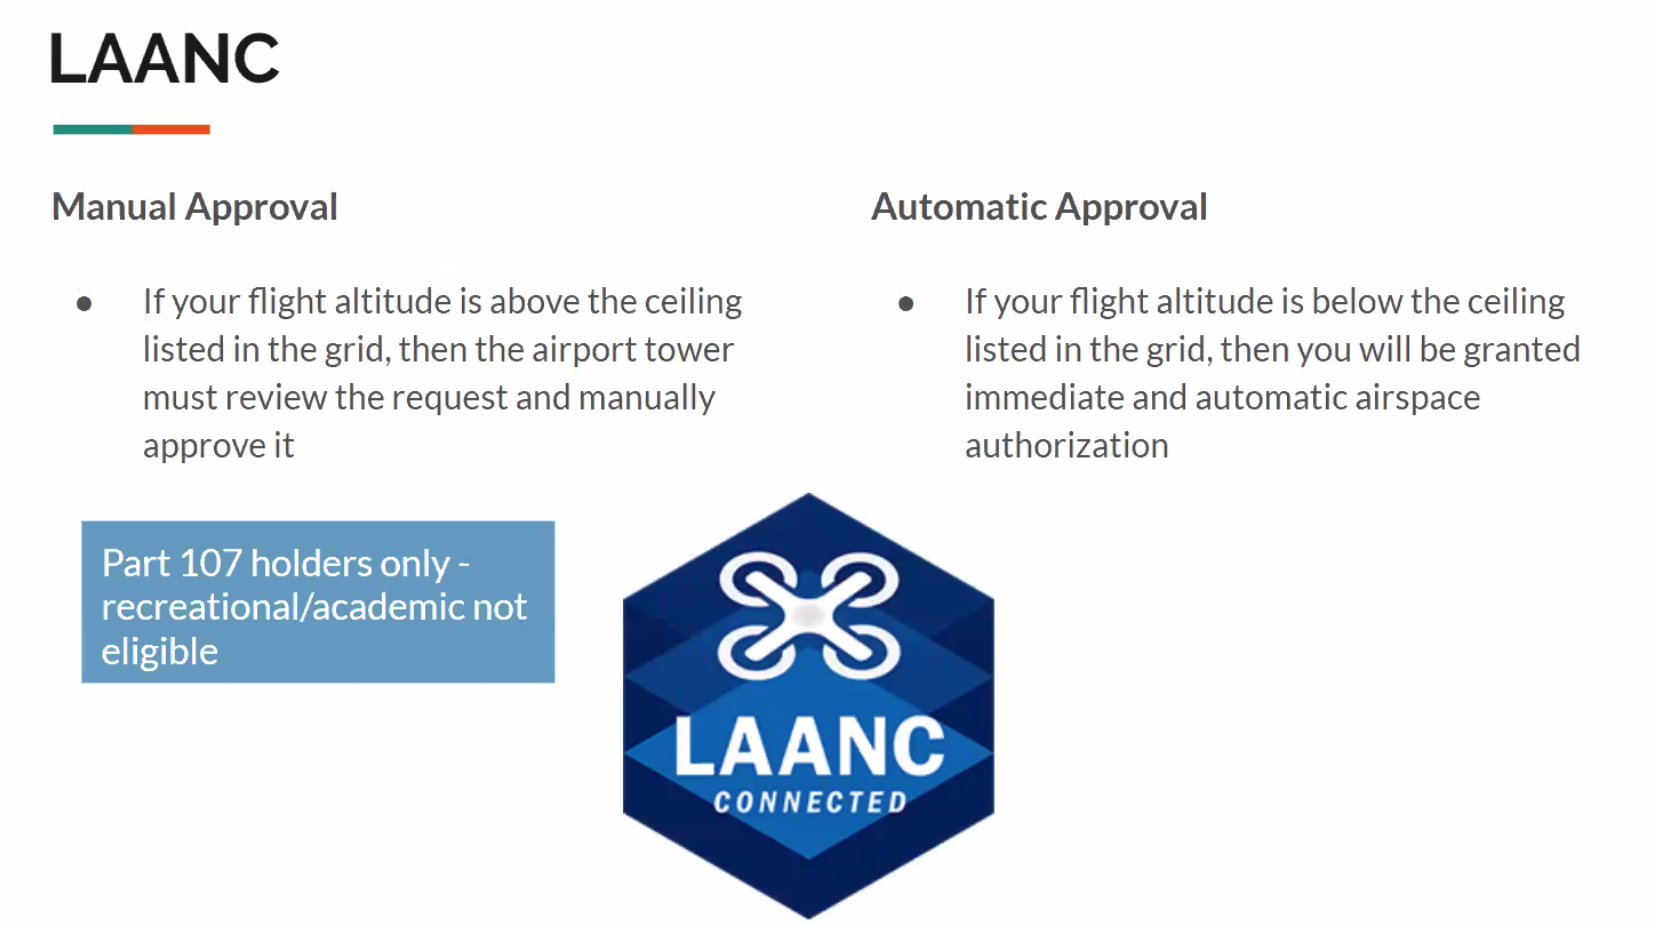 LAANC
Manual Approval
● If your flight altitude is above the ceiling
listed in the grid, then the airport tower
must review the request and manually
approve it
Part 107 holders only -
recreational/academic not
eligible
Automatic Approval
● If your flight altitude is below the ceiling
listed in the grid, then you will be granted
immediate and automatic airspace
authorization
LAANC
CONNECTED